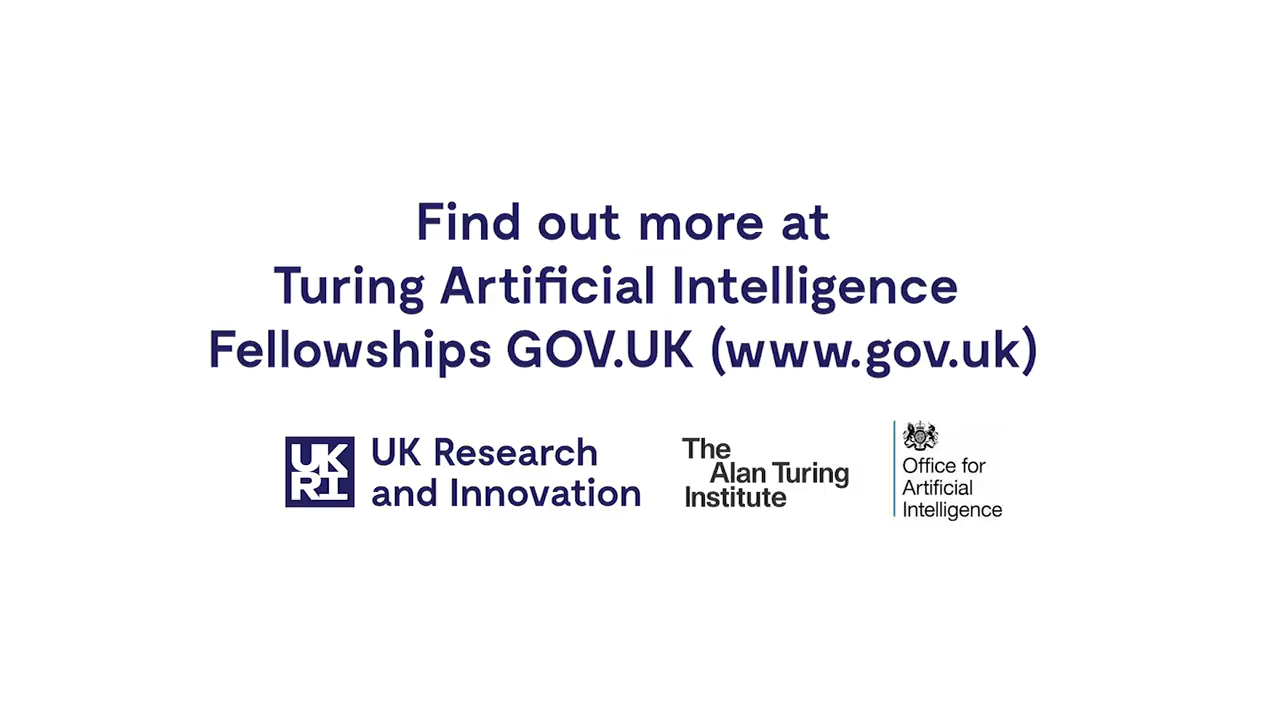 Find out more at
Turing Artificial Intelligence
Fellowships GOV.UK (www.gov.uk)
UK
RI
UK Research
and Innovation
The
Alan Turing
Institute
Office for
Artificial
Intelligence